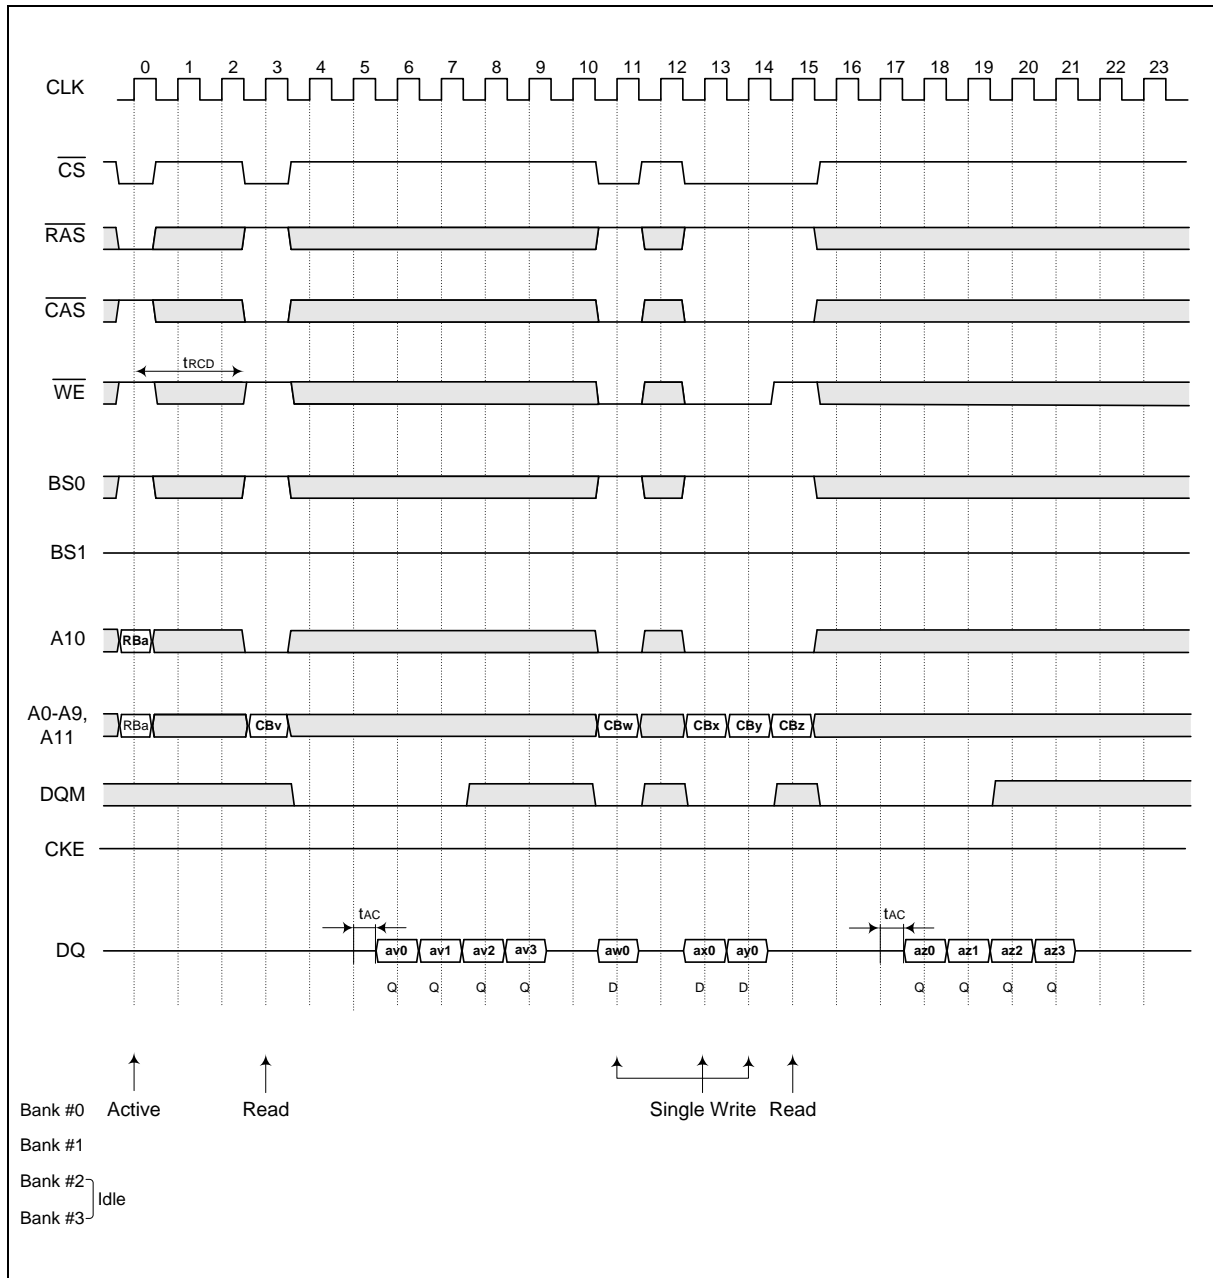 0 1 2 3 4 5 6 7 8 9 10 11 12 13 14 15 16 17 18 19 20 21 22 23
CLK
CS
RAS
CAS
tRCD
WE
BS0
BS1
A10 RBa
A0-A9, A11 RBa CBv CBw CBx CBy CBz
DQM
CKE
tAC tAC
DQ av0 av1 av2 av3 aw0 ax0 ay0 az0 az1 az2 az3
Q Q Q Q D D D Q Q Q Q
Bank #0 Active Read Single Write Read
Bank #1
Bank #2
Idle
Bank #3